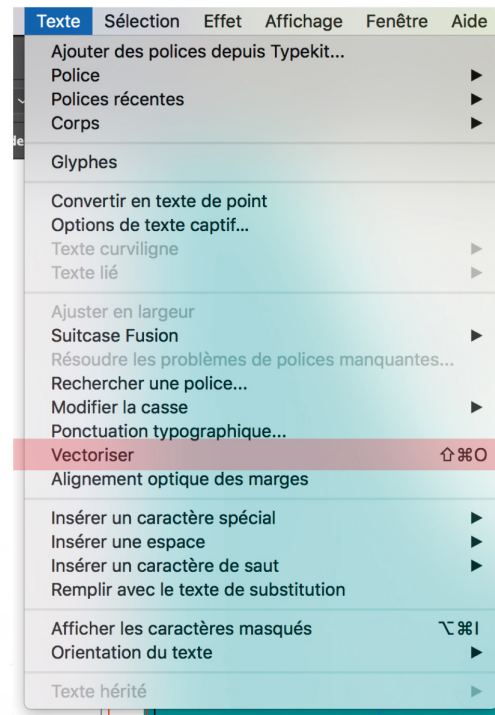 Texte Sélection Effet Affichage Fenêtre Aide
Ajouter des polices depuis Typekit...
Police
Polices récentes
Corps
Glyphes
Convertir en texte de point
Options de texte captif...
Texte curviligne
Texte lié
Ajuster en largeur
Suitcase Fusion
Résoudre les problèmes de polices manquantes...
Rechercher une police...
Modifier la casse
Ponctuation typographique...
Vectoriser ⇧⌘O
Alignement optique des marges
Insérer un caractère spécial
Insérer une espace
Insérer un caractère de saut
Remplir avec le texte de substitution
Afficher les caractères masqués ⌥⌘I
Orientation du texte
Texte hérité